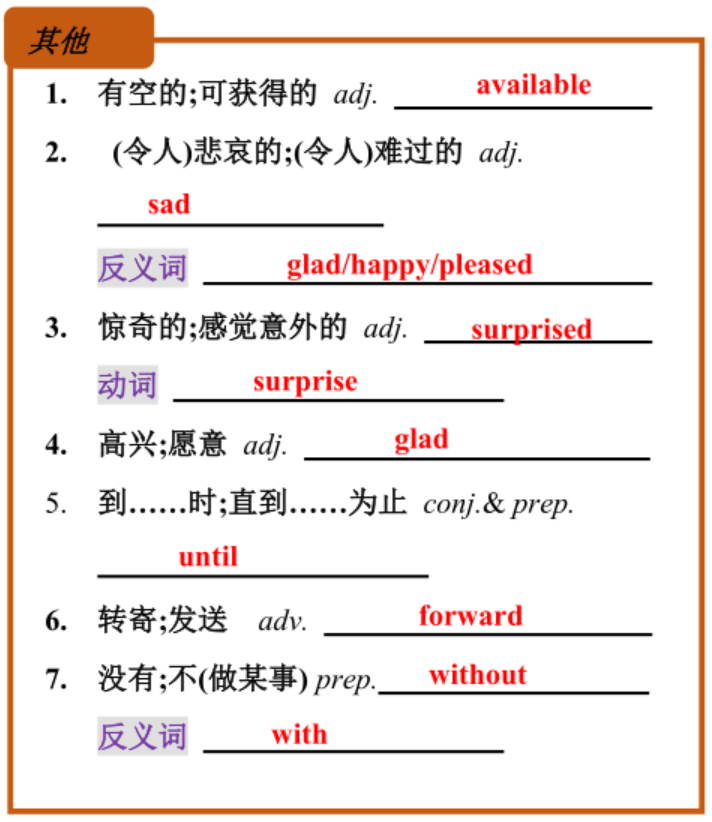 其他
1. 有空的;可获得的 adj. available
2. (令人)悲哀的;(令人)难过的 adj.
sad
反义词 glad/happy/pleased
3. 惊奇的;感觉意外的 adj. surprised
动词 surprise
4. 高兴;愿意 adj. glad
5. 到……时;直到……为止 conj.& prep.
until
6. 转寄;发送 adv. forward
7. 没有;不(做某事) prep. without
反义词 with